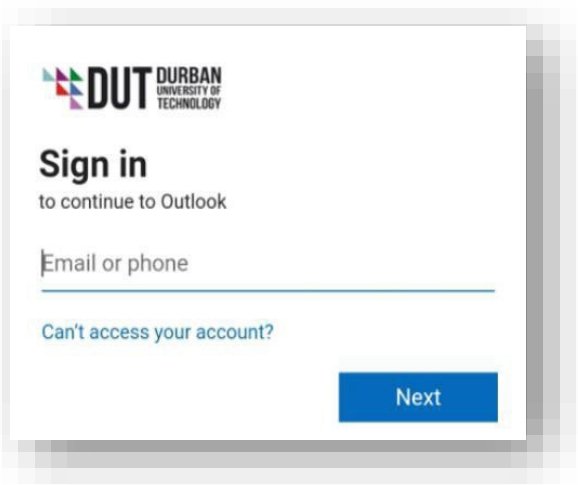 DUT DURBAN
UNIVERSITY OF
TECHNOLOGY
Sign in
to continue to Outlook
Email or phone
Can't access your account?
Next